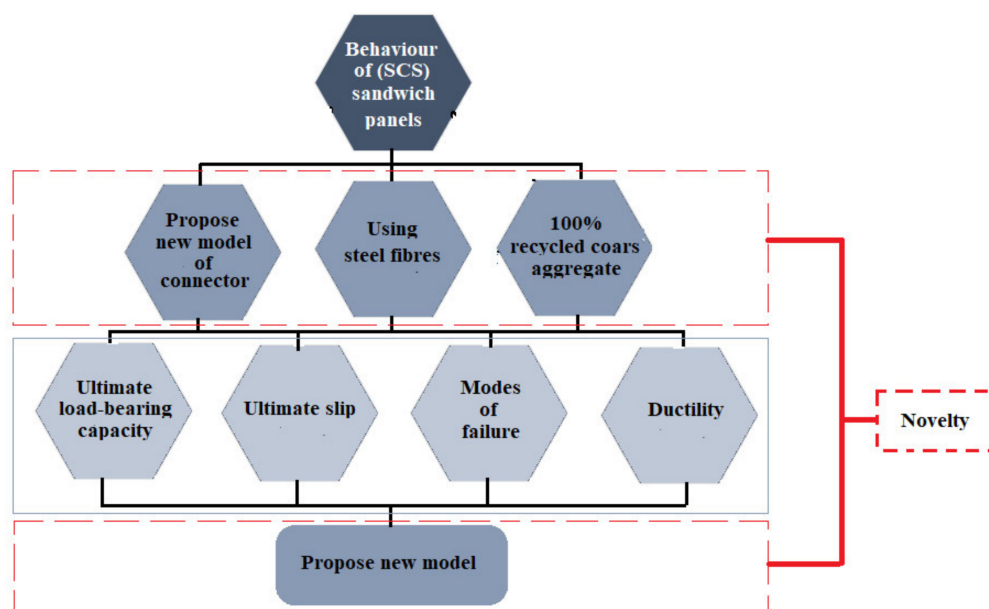 Behaviour
of (SCS)
sandwich
panels
Propose
new model
of
connector
Using
steel fibres
100%
recycled coars
aggregate
Ultimate
load-bearing
capacity
Ultimate slip
Modes
of
failure
Ductility
Novelty
Propose new model